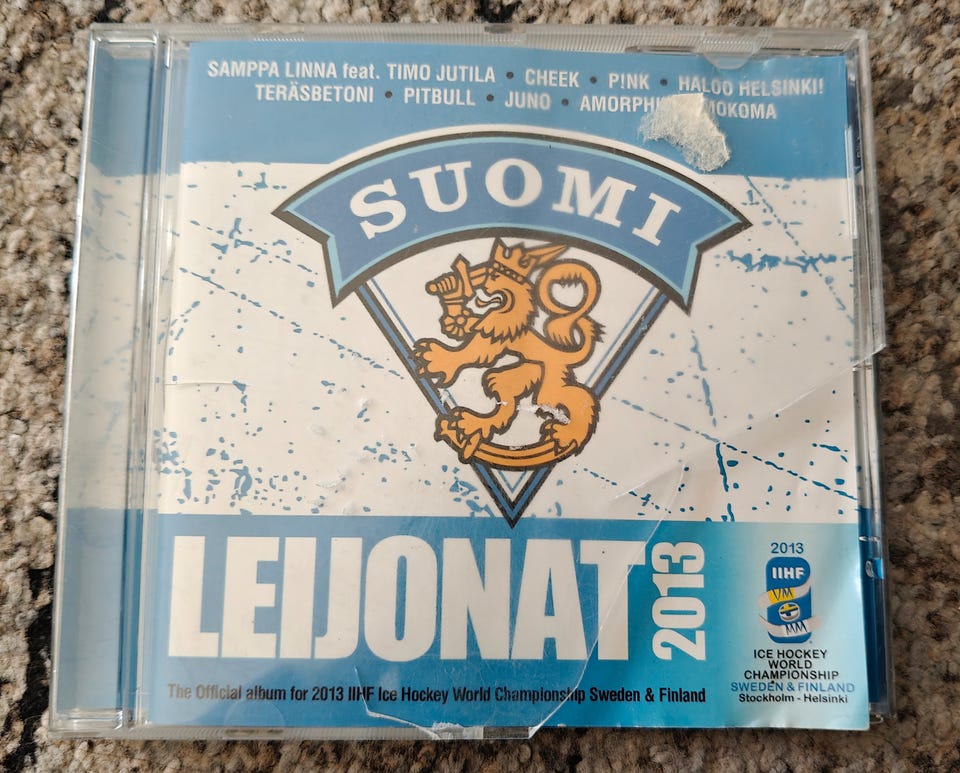 SAMPPA LINNA feat. TIMO JUTILA • CHEEK • P!NK • HALOO HELSINKI!
TERÄSBETONI • PITBULL • JUNO • AMORPHI MOKOMA
SUOMI
LEIJONAT
2013
The Official album for 2013 IIHF Ice Hockey World Championship Sweden & Finland
2013
IIHF
VM
MM
ICE HOCKEY
WORLD
CHAMPIONSHIP
SWEDEN & FINLAND
Stockholm - Helsinki